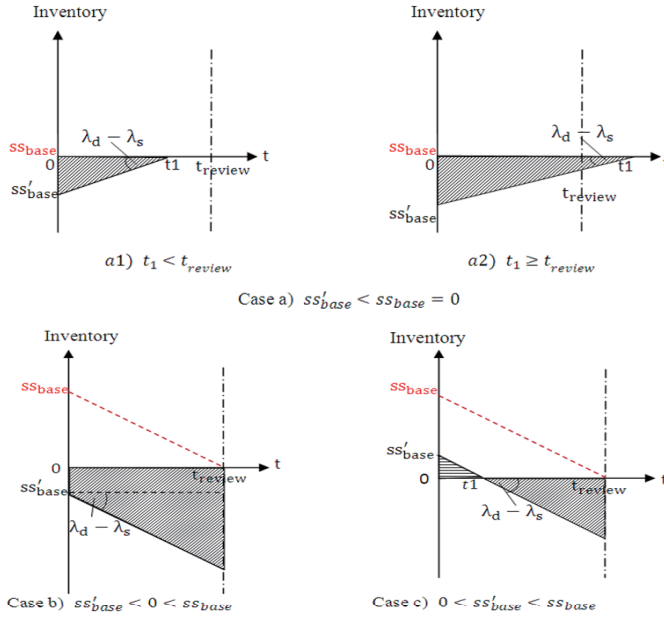 Inventory
ss_base
0
λ_d − λ_s
t1
t_review
t
ss′_base
a1) t₁ < t_review
Inventory
ss_base
0
λ_d − λ_s
t1
t_review
ss′_base
a2) t₁ ≥ t_review
Case a) ss′_base < ss_base = 0
Inventory
ss_base
0
t
t_review
ss′_base
λ_d − λ_s
Case b) ss′_base < 0 < ss_base
Inventory
ss_base
ss′_base
0
t1
t_review
λ_d − λ_s
Case c) 0 < ss′_base < ss_base